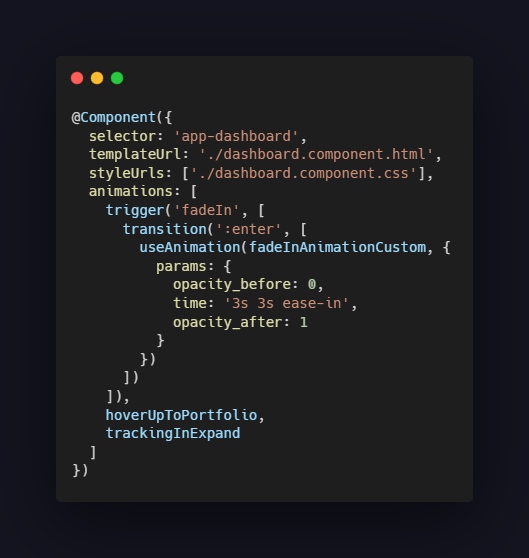 @Component({
  selector: 'app-dashboard',
  templateUrl: './dashboard.component.html',
  styleUrls: ['./dashboard.component.css'],
  animations: [
    trigger('fadeIn', [
      transition(':enter', [
        useAnimation(fadeInAnimationCustom, {
          params: {
            opacity_before: 0,
            time: '3s 3s ease-in',
            opacity_after: 1
          }
        })
      ])
    ]),
    hoverUpToPortfolio,
    trackingInExpand
  ]
})